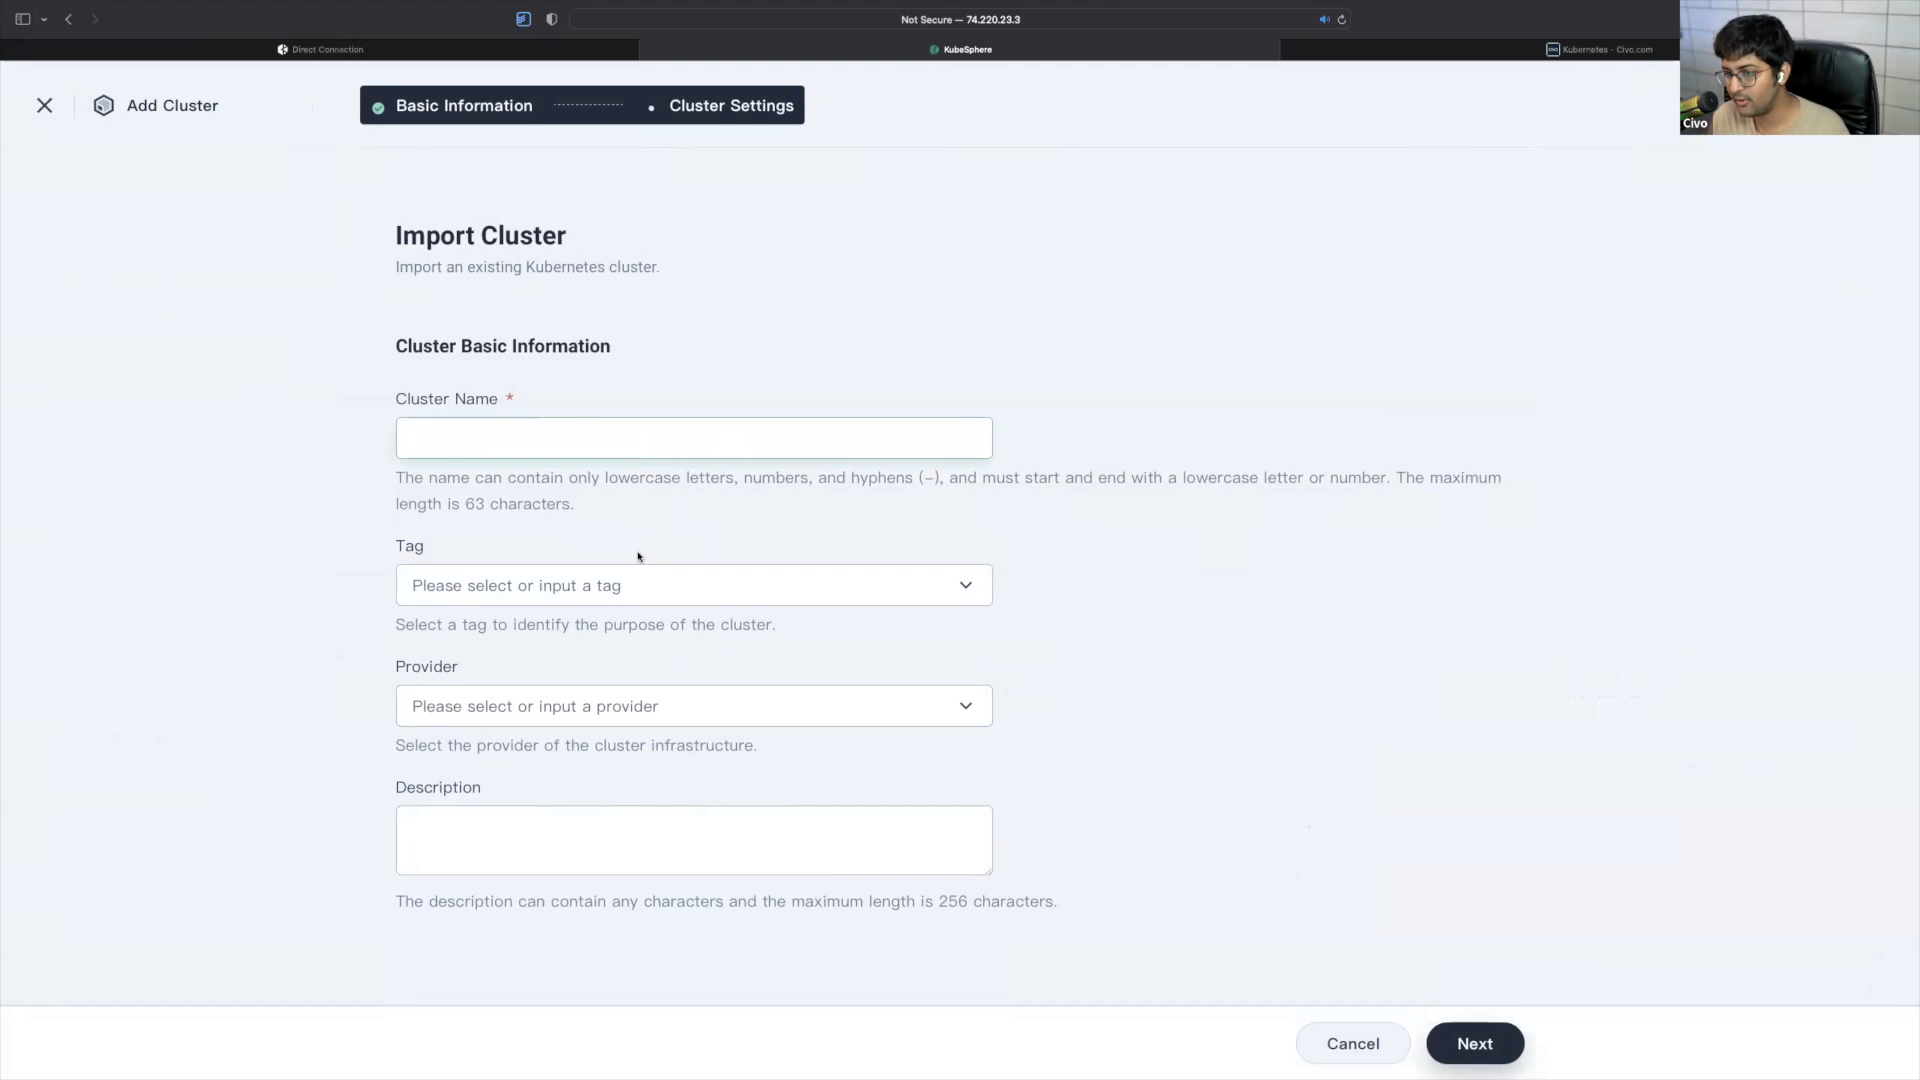 Not Secure — 74.220.23.3
Direct Connection
KubeSphere
Kubernetes - Civo.com
Add Cluster
Basic Information
Cluster Settings
Civo
Import Cluster
Import an existing Kubernetes cluster.
Cluster Basic Information
Cluster Name *
The name can contain only lowercase letters, numbers, and hyphens (-), and must start and end with a lowercase letter or number. The maximum
length is 63 characters.
Tag
Please select or input a tag
Select a tag to identify the purpose of the cluster.
Provider
Please select or input a provider
Select the provider of the cluster infrastructure.
Description
The description can contain any characters and the maximum length is 256 characters.
Cancel
Next